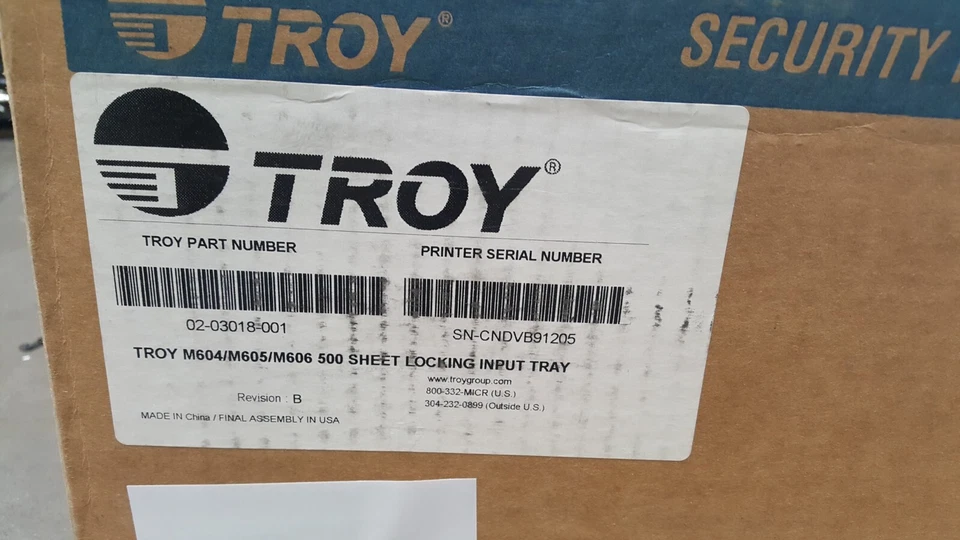 TROY®
SECURITY
TROY®
TROY PART NUMBER
PRINTER SERIAL NUMBER
02-03018-001
SN-CNDVB91205
TROY M604/M605/M606 500 SHEET LOCKING INPUT TRAY
www.troygroup.com
800-332-MICR (U.S.)
304-232-0899 (Outside U.S.)
Revision : B
MADE IN China / FINAL ASSEMBLY IN USA